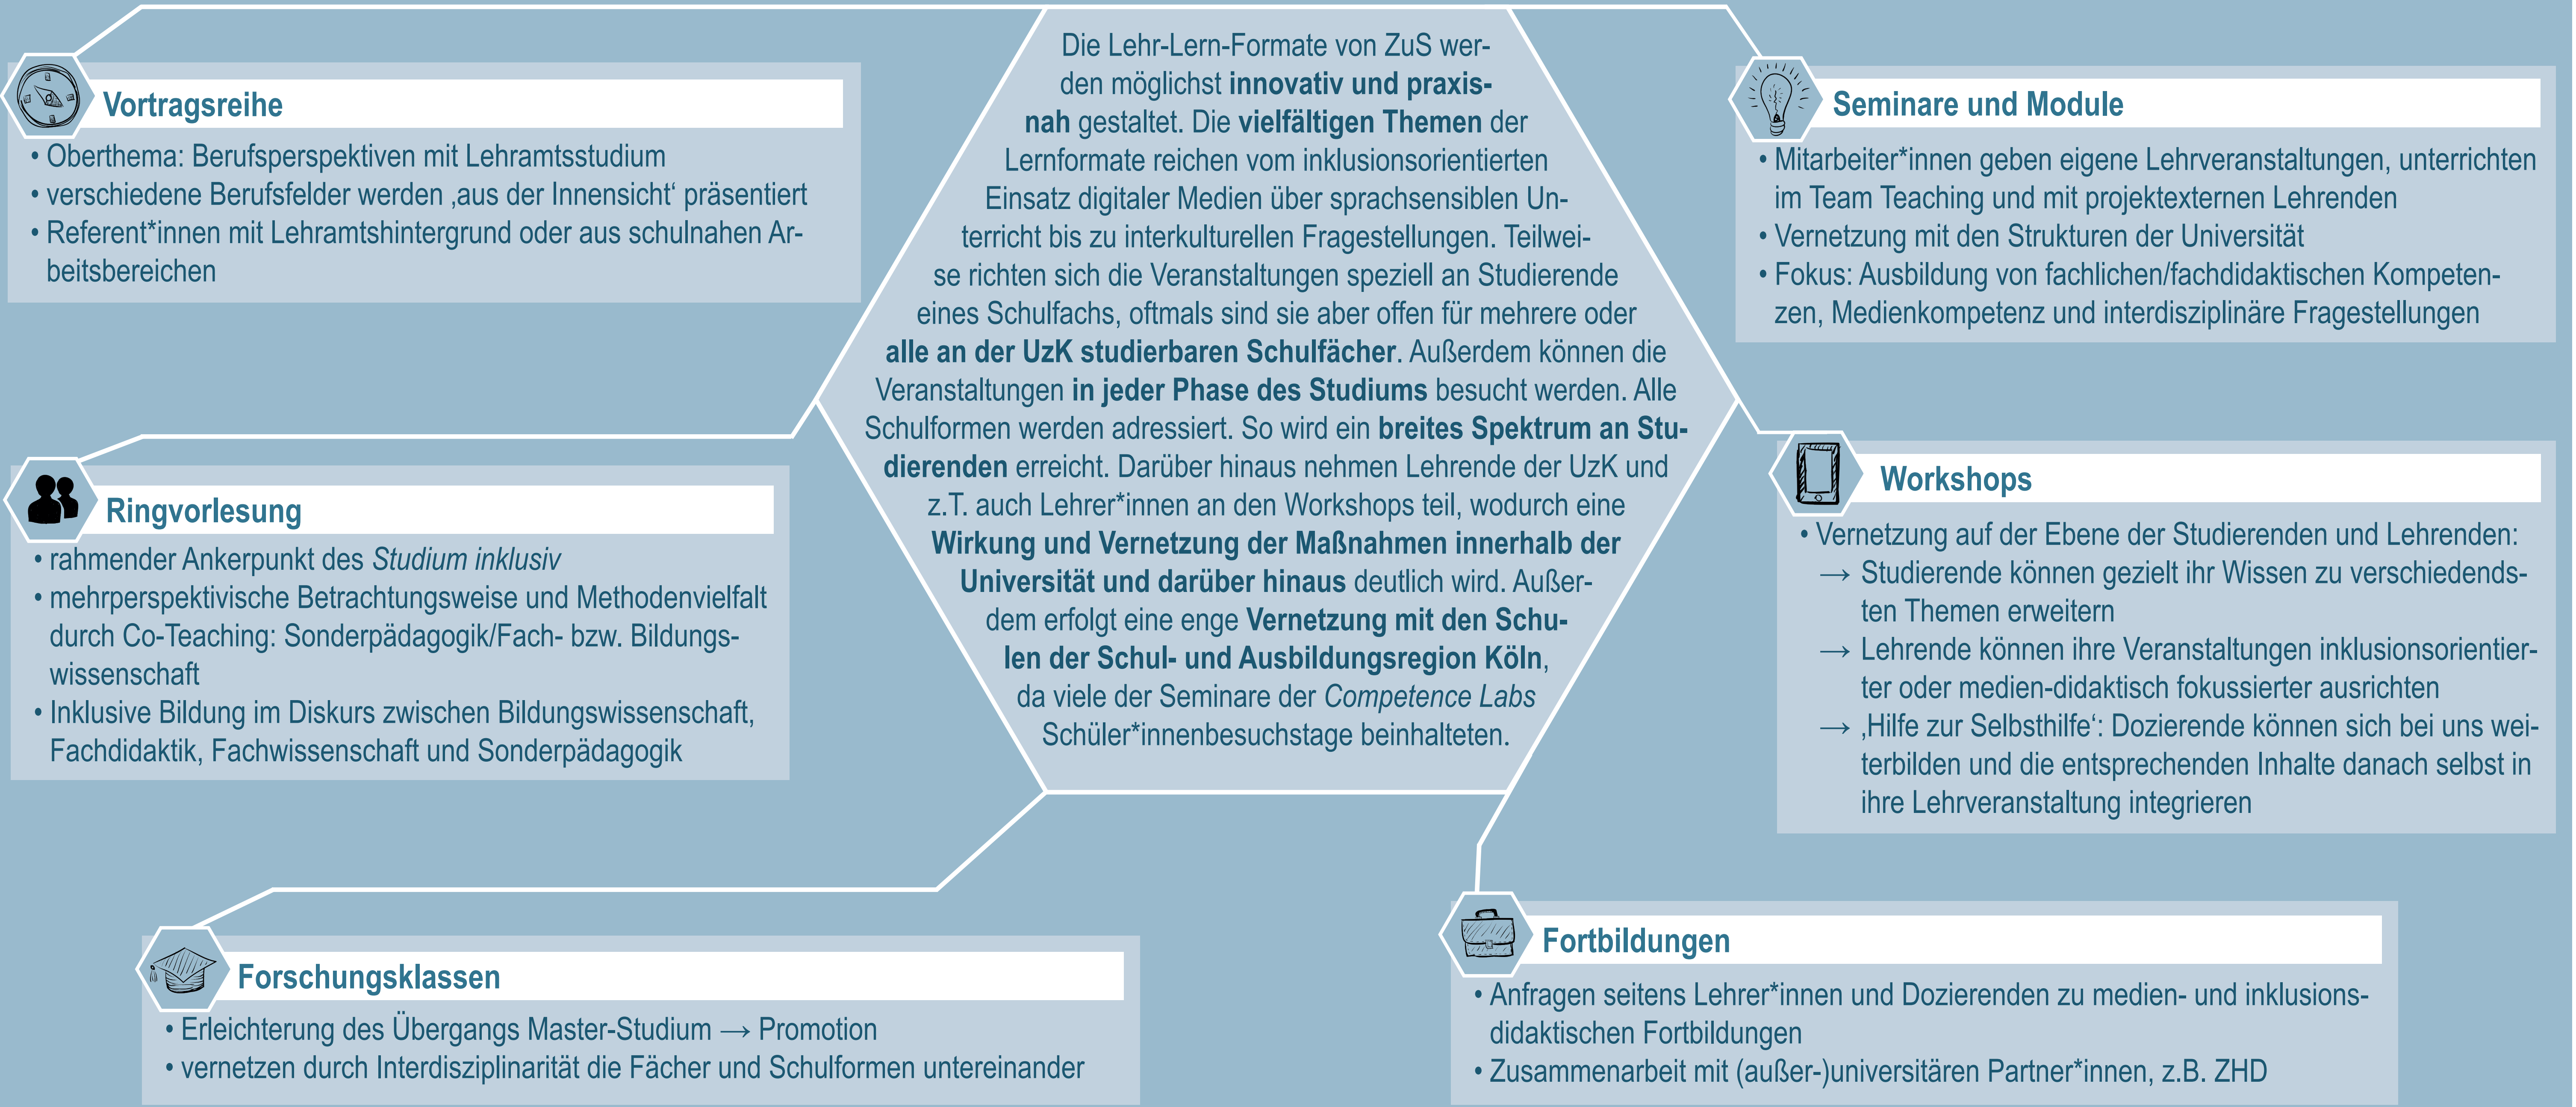 Die Lehr-Lern-Formate von ZuS wer-
den möglichst innovativ und praxis-
nah gestaltet. Die vielfältigen Themen der
Lernformate reichen vom inklusionsorientierten
Einsatz digitaler Medien über sprachsensiblen Un-
terricht bis zu interkulturellen Fragestellungen. Teilwei-
se richten sich die Veranstaltungen speziell an Studierende
eines Schulfachs, oftmals sind sie aber offen für mehrere oder
alle an der UzK studierbaren Schulfächer. Außerdem können die
Veranstaltungen in jeder Phase des Studiums besucht werden. Alle
Schulformen werden adressiert. So wird ein breites Spektrum an Stu-
dierenden erreicht. Darüber hinaus nehmen Lehrende der UzK und
z.T. auch Lehrer*innen an den Workshops teil, wodurch eine
Wirkung und Vernetzung der Maßnahmen innerhalb der
Universität und darüber hinaus deutlich wird. Außer-
dem erfolgt eine enge Vernetzung mit den Schu-
len der Schul- und Ausbildungsregion Köln,
da viele der Seminare der Competence Labs
Schüler*innenbesuchstage beinhalteten.
Vortragsreihe
• Oberthema: Berufsperspektiven mit Lehramtsstudium
• verschiedene Berufsfelder werden ‚aus der Innensicht‘ präsentiert
• Referent*innen mit Lehramtshintergrund oder aus schulnahen Ar-
beitsbereichen
Ringvorlesung
• rahmender Ankerpunkt des Studium inklusiv
• mehrperspektivische Betrachtungsweise und Methodenvielfalt
durch Co-Teaching: Sonderpädagogik/Fach- bzw. Bildungs-
wissenschaft
• Inklusive Bildung im Diskurs zwischen Bildungswissenschaft,
Fachdidaktik, Fachwissenschaft und Sonderpädagogik
Forschungsklassen
• Erleichterung des Übergangs Master-Studium → Promotion
• vernetzen durch Interdisziplinarität die Fächer und Schulformen untereinander
Seminare und Module
• Mitarbeiter*innen geben eigene Lehrveranstaltungen, unterrichten
im Team Teaching und mit projektexternen Lehrenden
• Vernetzung mit den Strukturen der Universität
• Fokus: Ausbildung von fachlichen/fachdidaktischen Kompeten-
zen, Medienkompetenz und interdisziplinäre Fragestellungen
Workshops
• Vernetzung auf der Ebene der Studierenden und Lehrenden:
→ Studierende können gezielt ihr Wissen zu verschiedends-
ten Themen erweitern
→ Lehrende können ihre Veranstaltungen inklusionsorientier-
ter oder medien-didaktisch fokussierter ausrichten
→ ‚Hilfe zur Selbsthilfe‘: Dozierende können sich bei uns wei-
terbilden und die entsprechenden Inhalte danach selbst in
ihre Lehrveranstaltung integrieren
Fortbildungen
• Anfragen seitens Lehrer*innen und Dozierenden zu medien- und inklusions-
didaktischen Fortbildungen
• Zusammenarbeit mit (außer-)universitären Partner*innen, z.B. ZHD